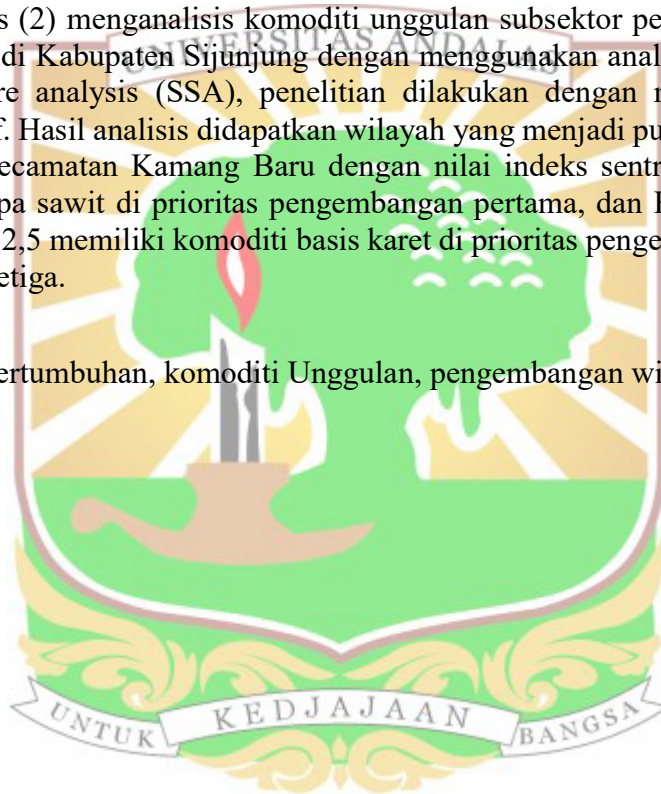 s (2) menganalisis komoditi unggulan subsektor pe
di Kabupaten Sijunjung dengan menggunakan anal
re analysis (SSA), penelitian dilakukan dengan m
f. Hasil analisis didapatkan wilayah yang menjadi pu
ecamatan Kamang Baru dengan nilai indeks sentr
pa sawit di prioritas pengembangan pertama, dan
2,5 memiliki komoditi basis karet di prioritas penge
etiga.
ertumbuhan, komoditi Unggulan, pengembangan wi
UNIVERSITAS ANDALAS
UNTUK KEDJAJAAN BANGSA